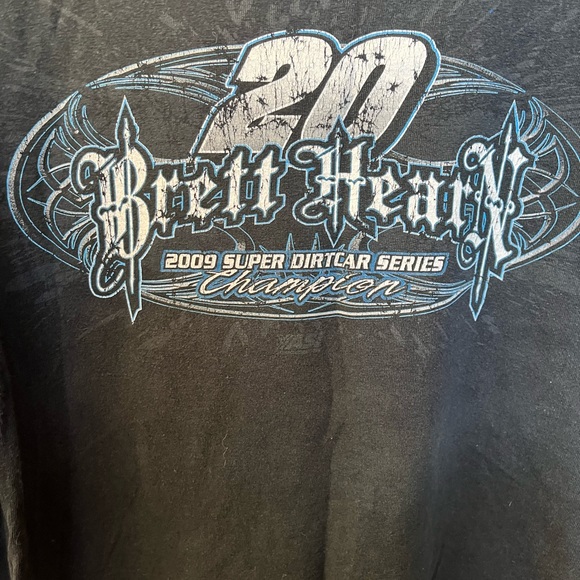 20
Brett Hearn
2009 SUPER DIRTCAR SERIES
Champion